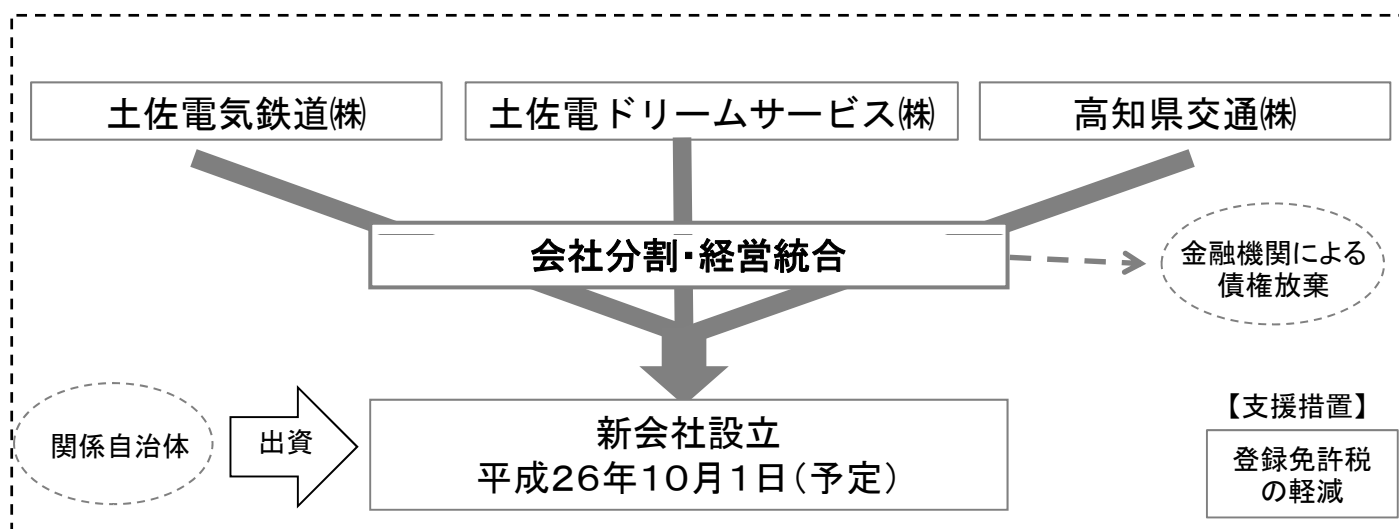 土佐電気鉄道㈱
土佐電ドリームサービス㈱
高知県交通㈱
会社分割・経営統合
金融機関による
債権放棄
関係自治体
出資
新会社設立
平成26年10月1日(予定)
【支援措置】
登録免許税
の軽減